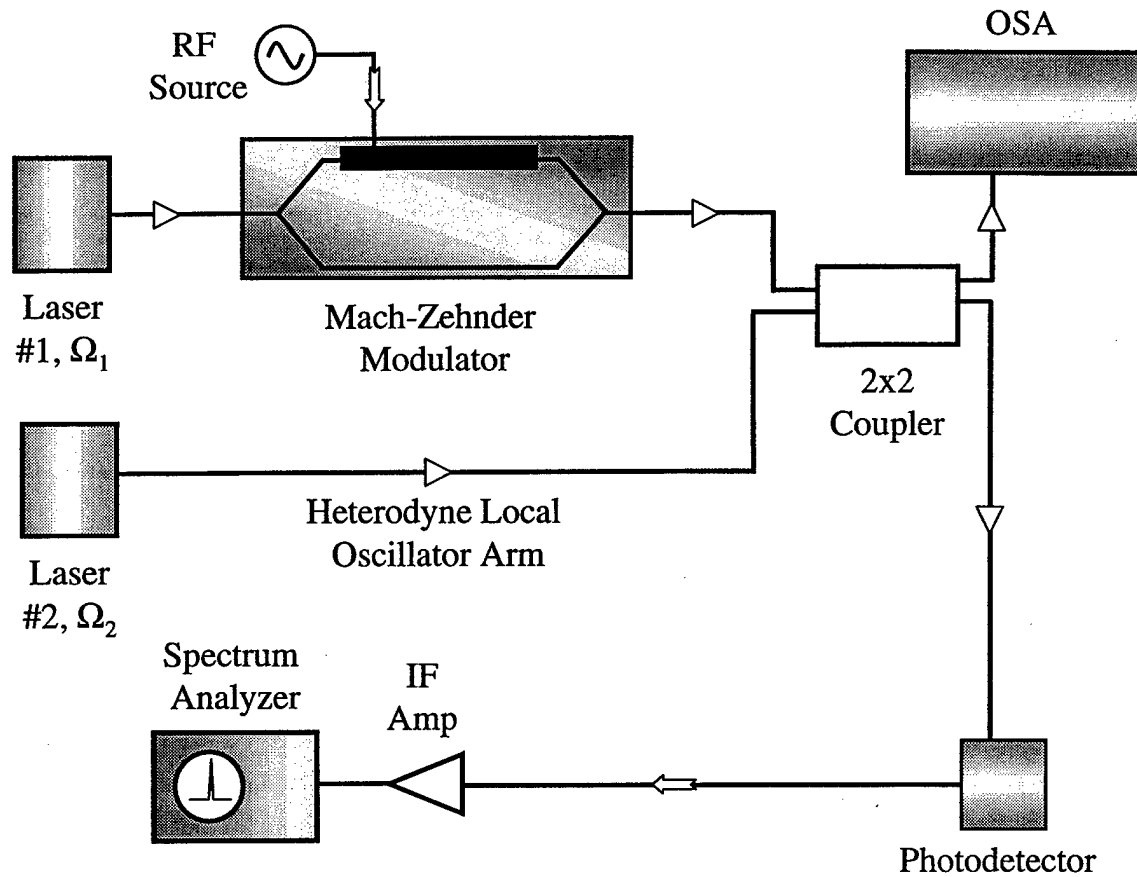 OSA
RF
Source
Laser
#1, Ω₁
Mach-Zehnder
Modulator
2x2
Coupler
Heterodyne Local
Oscillator Arm
Laser
#2, Ω₂
Spectrum
Analyzer
IF
Amp
Photodetector